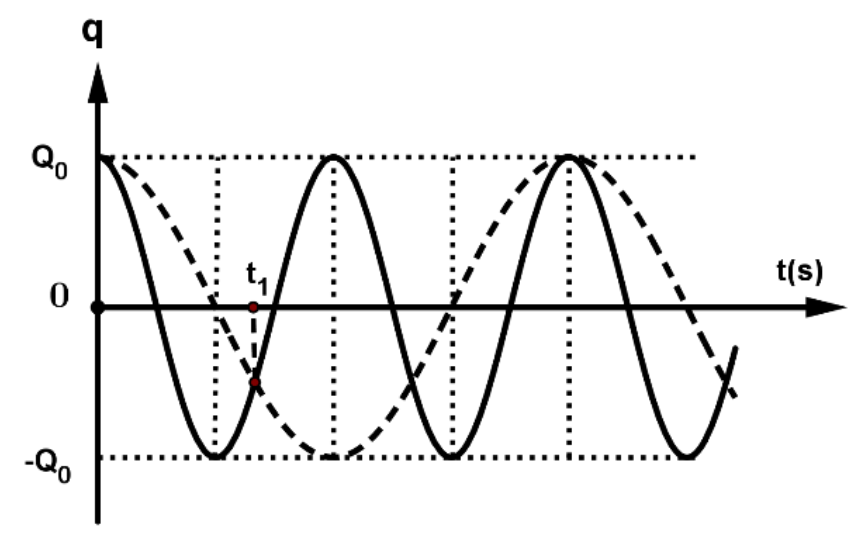 q
Q₀
t₁
t(s)
0
-Q₀